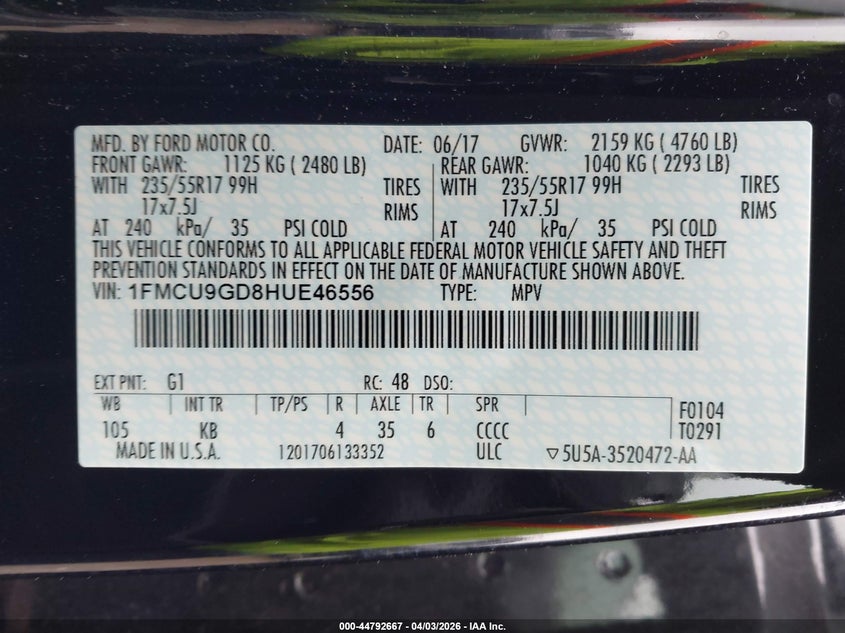 MFD. BY FORD MOTOR CO. DATE: 06/17 GVWR: 2159 KG ( 4760 LB)
FRONT GAWR: 1125 KG ( 2480 LB) REAR GAWR: 1040 KG ( 2293 LB)
WITH 235/55R17 99H TIRES WITH 235/55R17 99H TIRES
17x7.5J RIMS 17x7.5J RIMS
AT 240 kPa/ 35 PSI COLD AT 240 kPa/ 35 PSI COLD
THIS VEHICLE CONFORMS TO ALL APPLICABLE FEDERAL MOTOR VEHICLE SAFETY AND THEFT
PREVENTION STANDARDS IN EFFECT ON THE DATE OF MANUFACTURE SHOWN ABOVE.
VIN: 1FMCU9GD8HUE46556 TYPE: MPV
EXT PNT: G1 RC: 48 DSO:
WB INT TR TP/PS R AXLE TR SPR F0104
105 KB 4 35 6 CCCC T0291
MADE IN U.S.A. 1201706133352 ULC ▽5U5A-3520472-AA
000-44792667 - 04/03/2026 - IAA Inc.